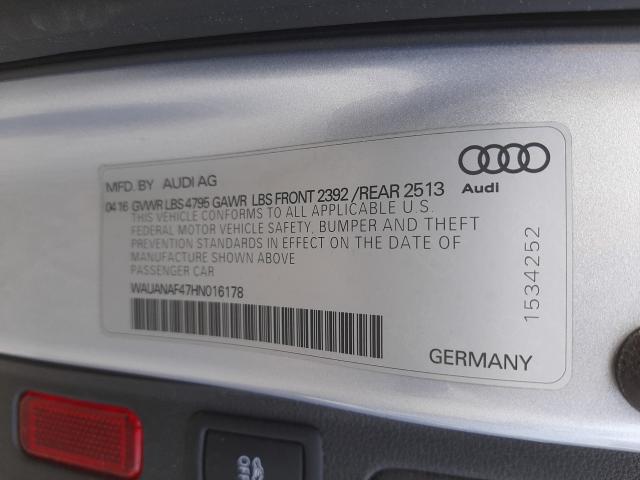 MFD. BY AUDI AG
04 16 GVWR LBS 4795 GAWR LBS FRONT 2392 /REAR 2513
THIS VEHICLE CONFORMS TO ALL APPLICABLE U.S.
FEDERAL MOTOR VEHICLE SAFETY, BUMPER AND THEFT
PREVENTION STANDARDS IN EFFECT ON THE DATE OF
MANUFACTURE SHOWN ABOVE
PASSENGER CAR
WAUANAF47HN016178
Audi
1534252
GERMANY
OFF